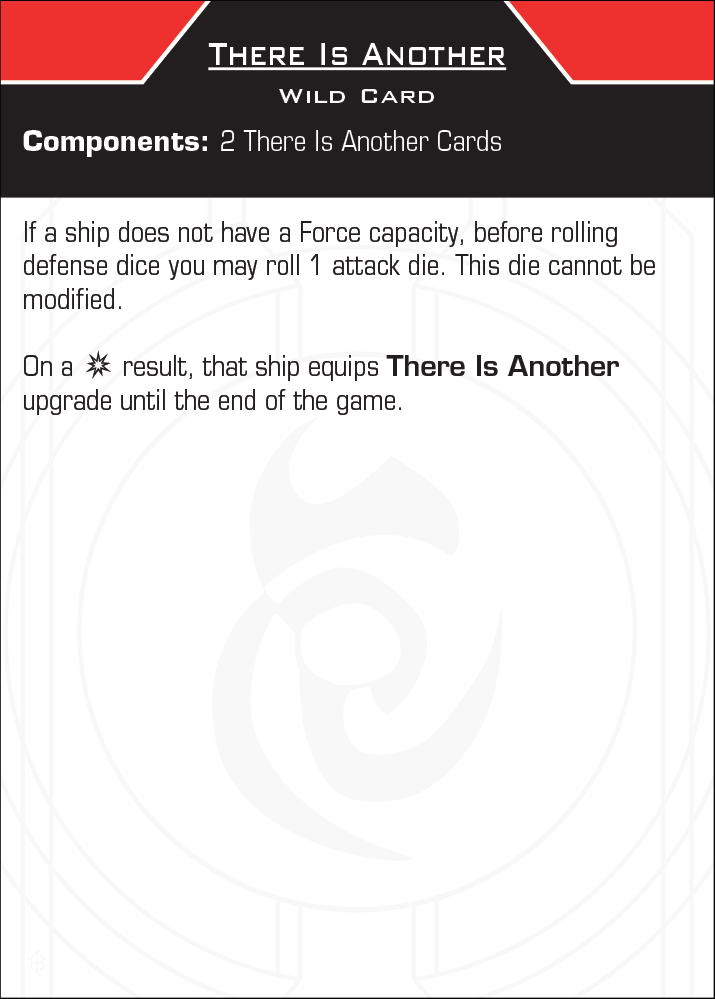 There Is Another
Wild Card
Components: 2 There Is Another Cards
If a ship does not have a Force capacity, before rolling
defense dice you may roll 1 attack die. This die cannot be
modified.
On a result, that ship equips There Is Another
upgrade until the end of the game.